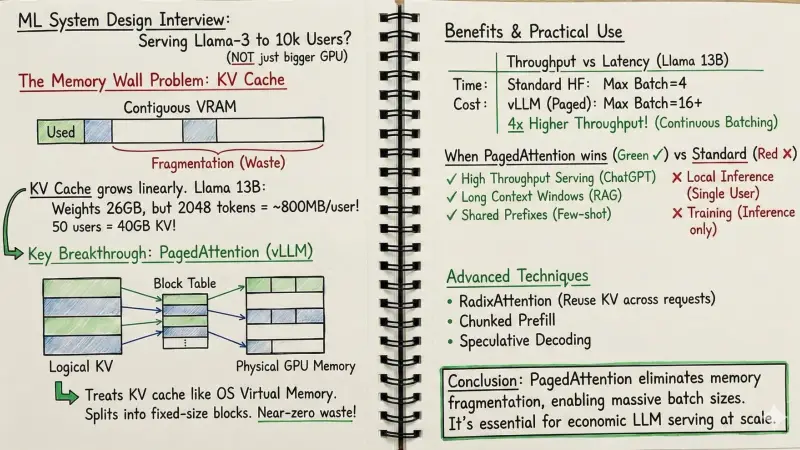 ML System Design Interview:
Serving Llama-3 to 10k Users?
(NOT just bigger GPU)
The Memory Wall Problem: KV Cache
Contiguous VRAM
Used
Fragmentation (Waste)
KV Cache grows linearly. Llama 13B:
Weights 26GB, but 2048 tokens = ~800MB/user!
50 users = 40GB KV!
Key Breakthrough: PagedAttention (vLLM)
Block Table
Logical KV
Physical GPU Memory
Treats KV cache like OS Virtual Memory.
Splits into fixed-size blocks. Near-zero waste!
Benefits & Practical Use
Throughput vs Latency (Llama 13B)
Time: Standard HF: Max Batch=4
Cost: vLLM (Paged): Max Batch=16+
4x Higher Throughput! (Continuous Batching)
When PagedAttention wins (Green ✓) vs Standard (Red ✗)
✓ High Throughput Serving (ChatGPT)
✓ Long Context Windows (RAG)
✓ Shared Prefixes (Few-shot)
✗ Local Inference
(Single User)
✗ Training (Inference
only)
Advanced Techniques
• RadixAttention (Reuse KV across requests)
• Chunked Prefill
• Speculative Decoding
Conclusion: PagedAttention eliminates memory
fragmentation, enabling massive batch sizes.
It's essential for economic LLM serving at scale.